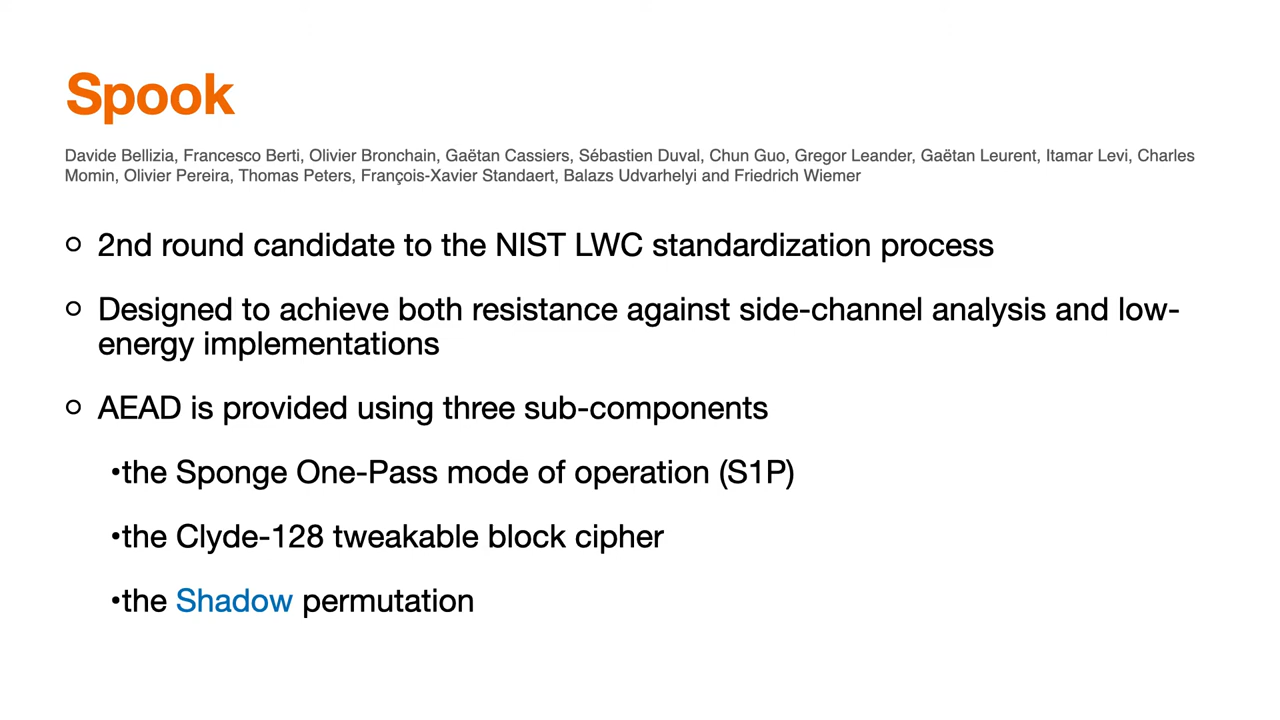 Spook
Davide Bellizia, Francesco Berti, Olivier Bronchain, Gaëtan Cassiers, Sébastien Duval, Chun Guo, Gregor Leander, Gaëtan Leurent, Itamar Levi, Charles
Momin, Olivier Pereira, Thomas Peters, François-Xavier Standaert, Balazs Udvarhelyi and Friedrich Wiemer
2nd round candidate to the NIST LWC standardization process
Designed to achieve both resistance against side-channel analysis and low-
energy implementations
AEAD is provided using three sub-components
•the Sponge One-Pass mode of operation (S1P)
•the Clyde-128 tweakable block cipher
•the Shadow permutation